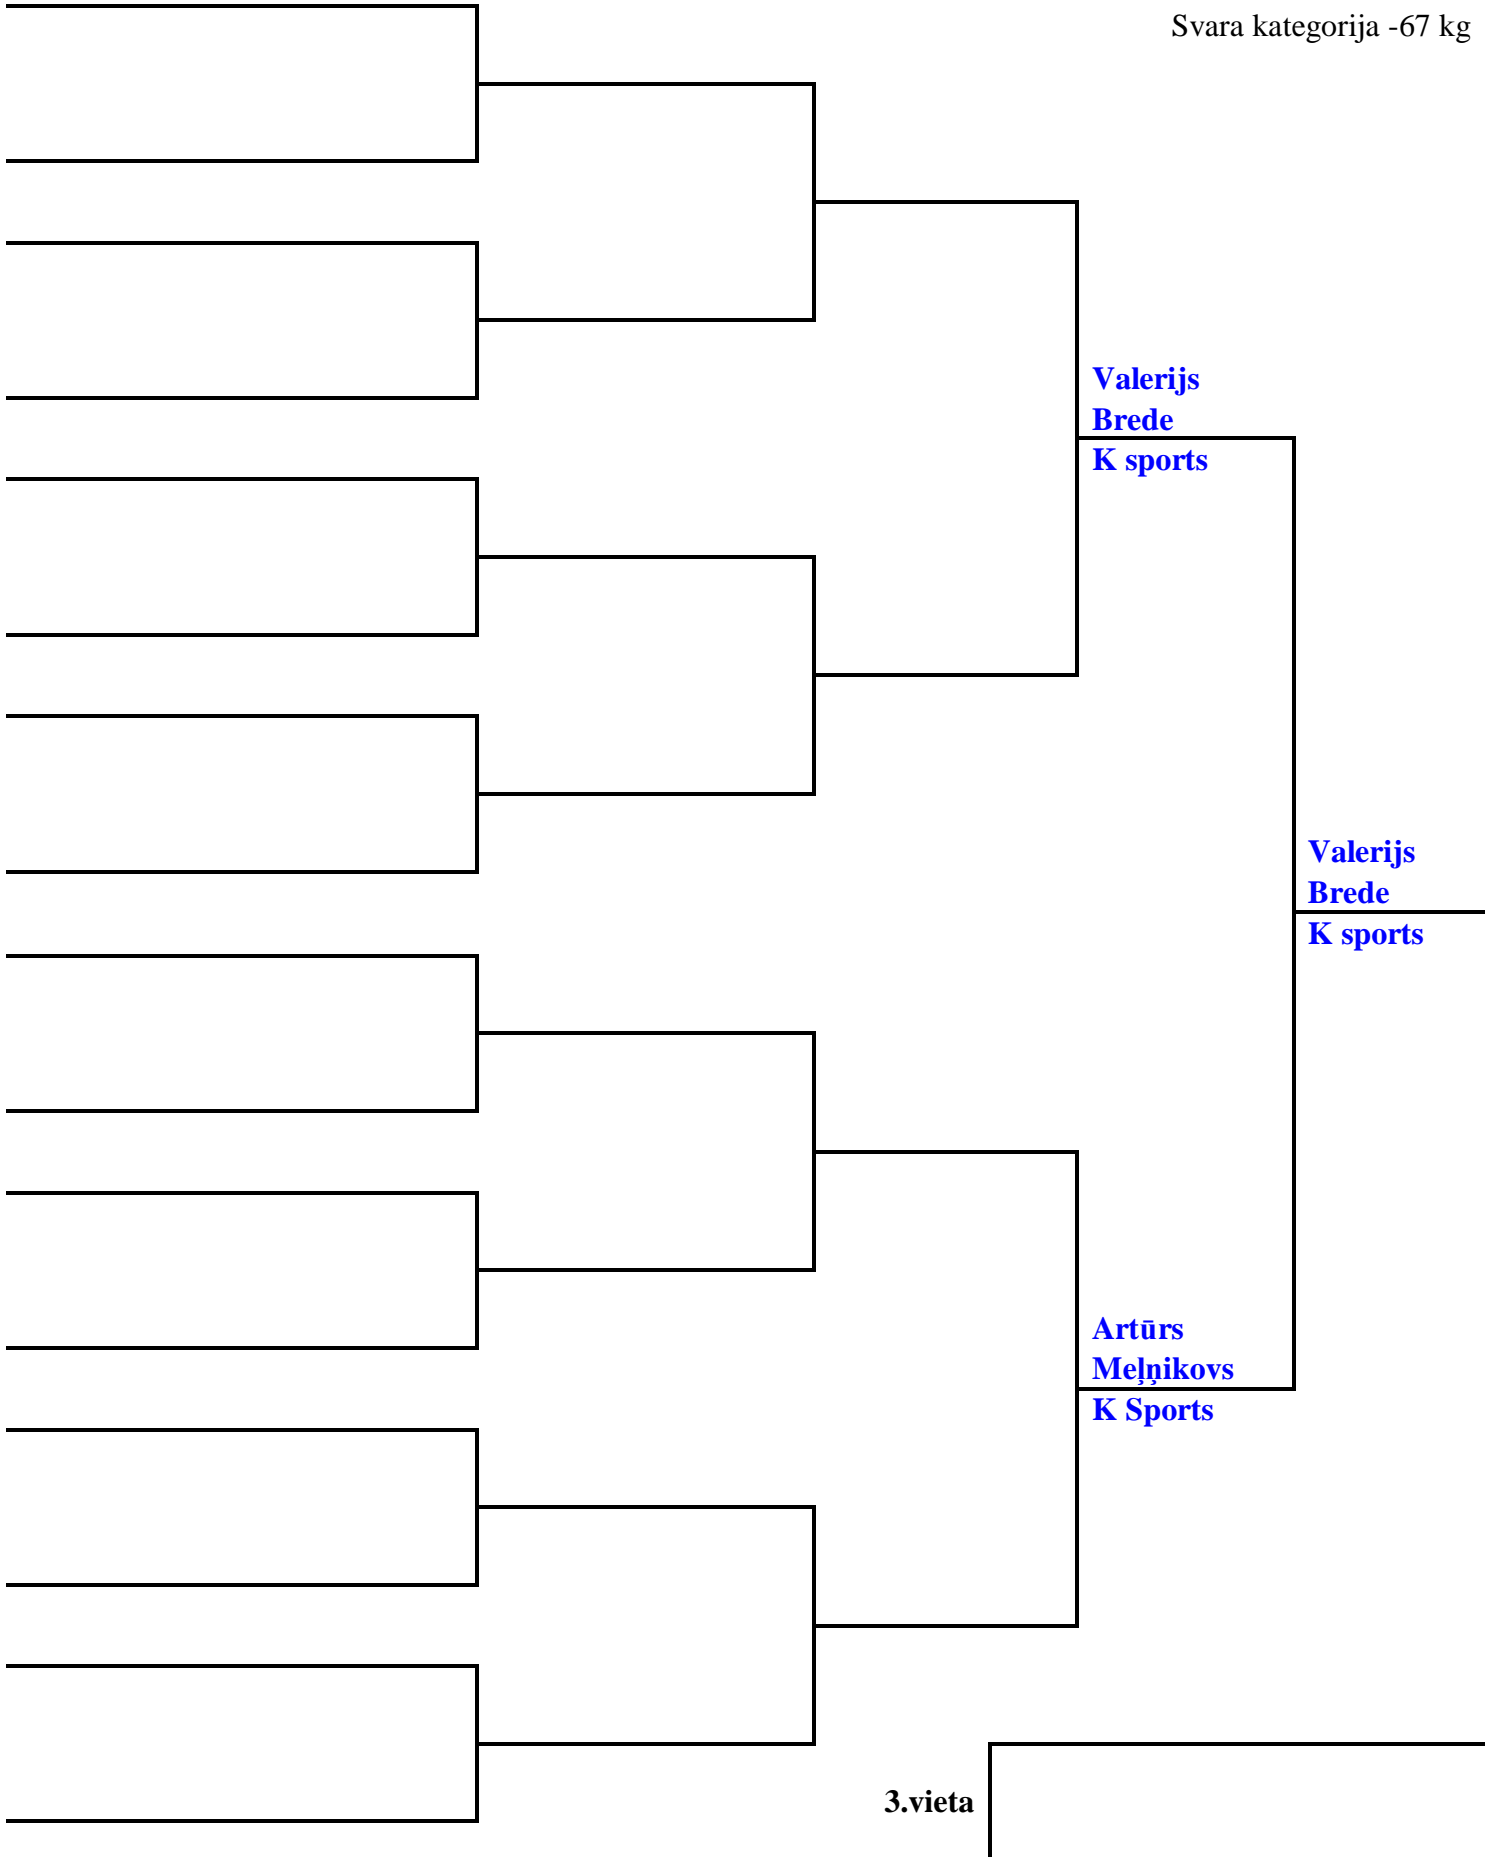 Svara kategorija -67 kg
Valerijs
Brede
K sports
Valerijs
Brede
K sports
Artūrs
Meļņikovs
K Sports
3.vieta